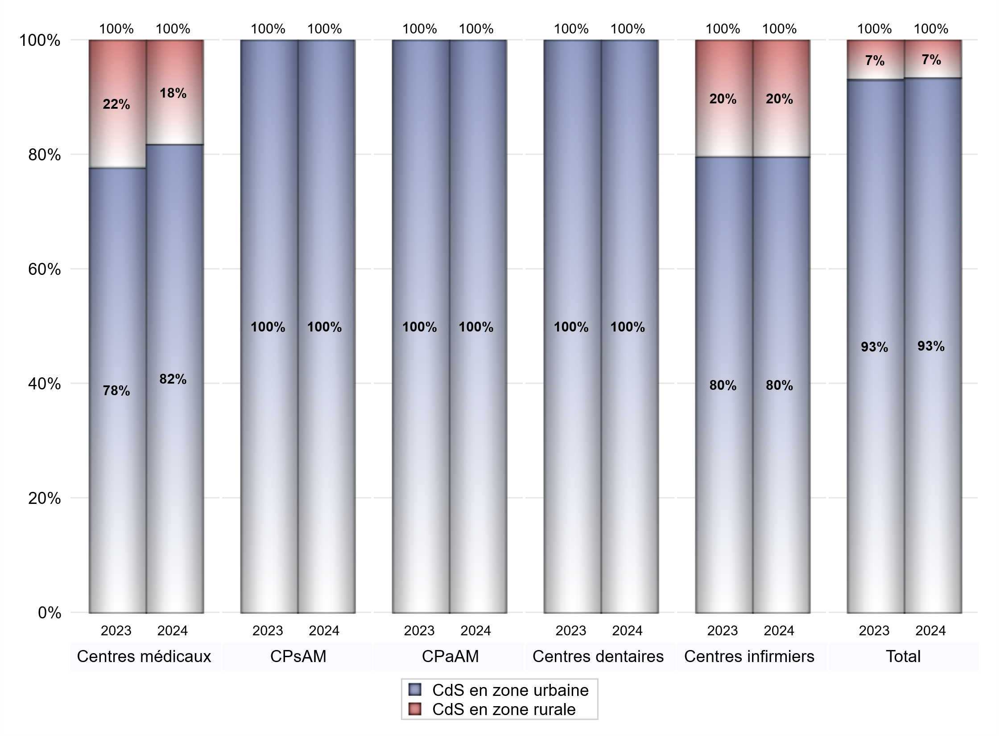 100% 100% 100% 100% 100% 100% 100% 100% 100% 100% 100% 100%
100%
7% 7%
18%
22%
20% 20%
80%
60%
100% 100% 100% 100% 100% 100%
93% 93%
40%
82%
78%
80% 80%
20%
0%
2023 2024 2023 2024 2023 2024 2023 2024 2023 2024 2023 2024
Centres médicaux CPsAM CPaAM Centres dentaires Centres infirmiers Total
CdS en zone urbaine
CdS en zone rurale